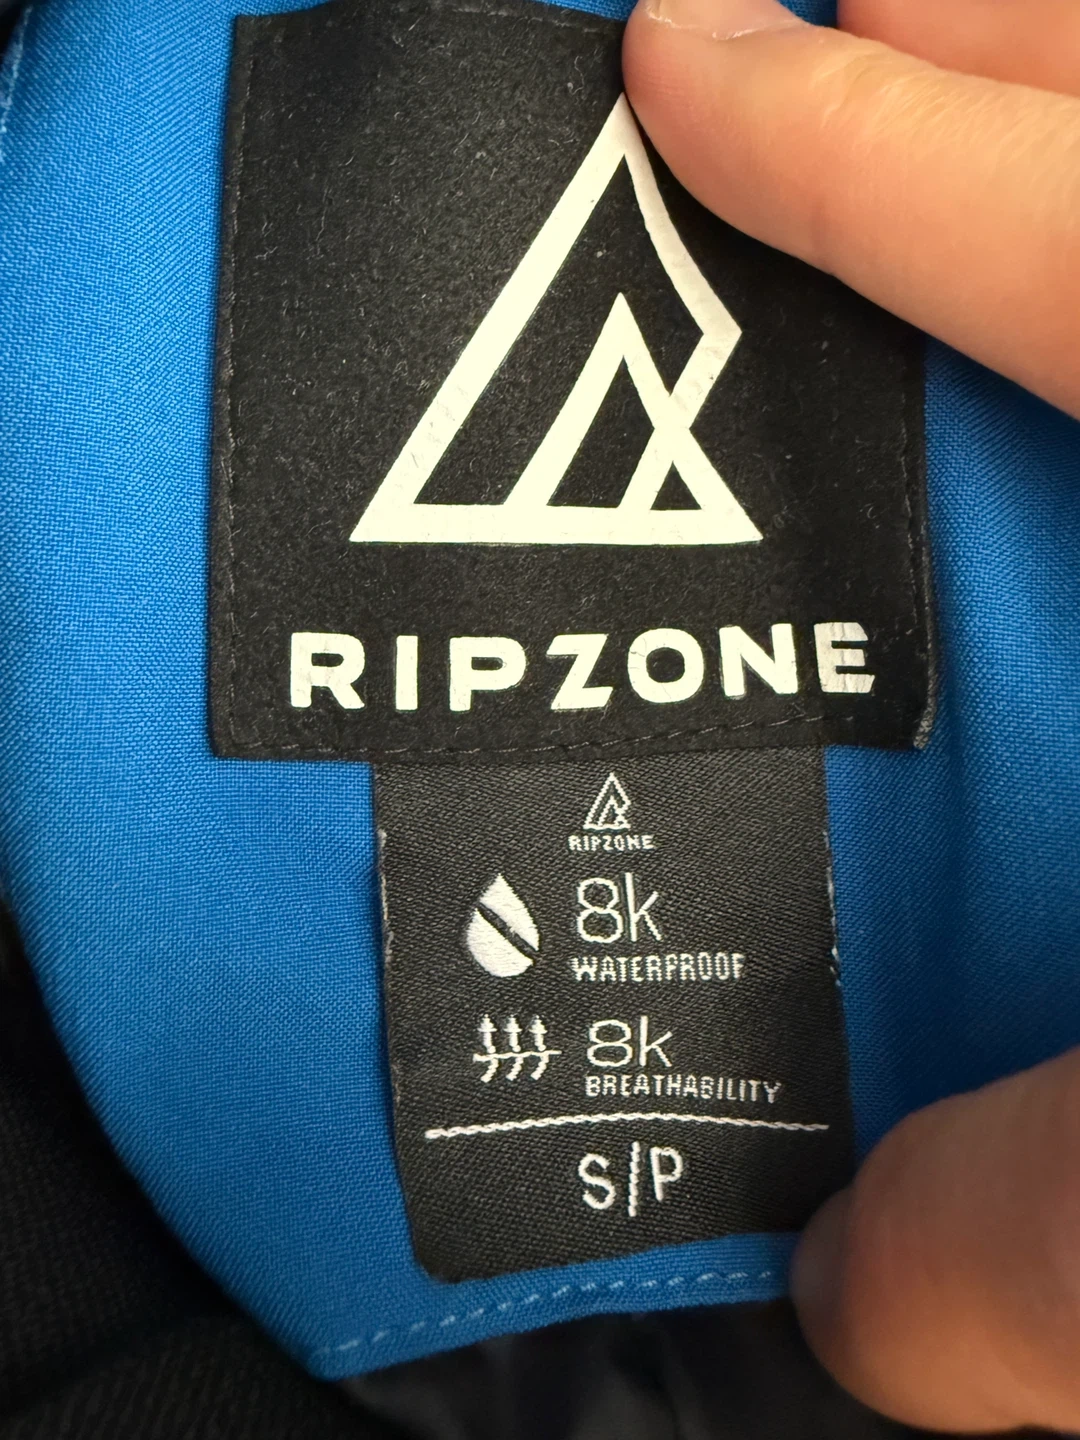 RIPZONE
RIPZONE
8k
WATERPROOF
8k
BREATHABILITY
S|P